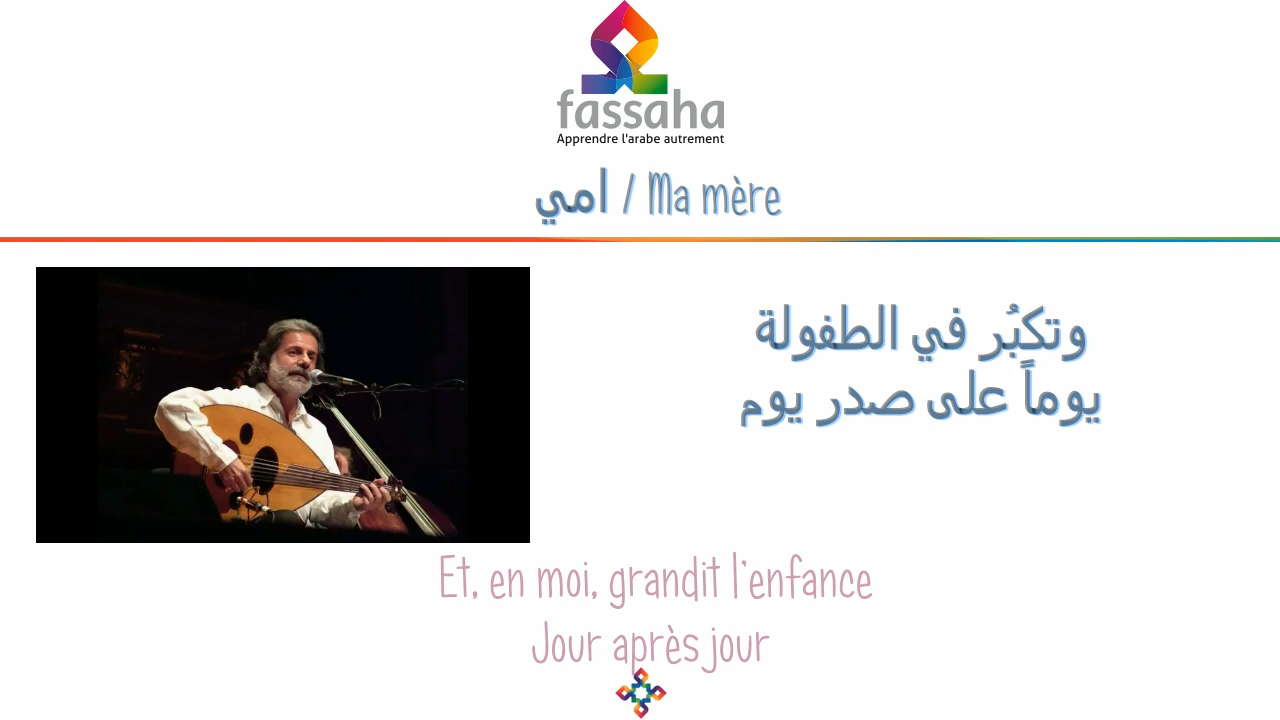 fassaha
Apprendre l'arabe autrement
امي / Ma mère
وتكبُر في الطفولة
يوماً على صدر يوم
Et, en moi, grandit l'enfance
Jour après jour